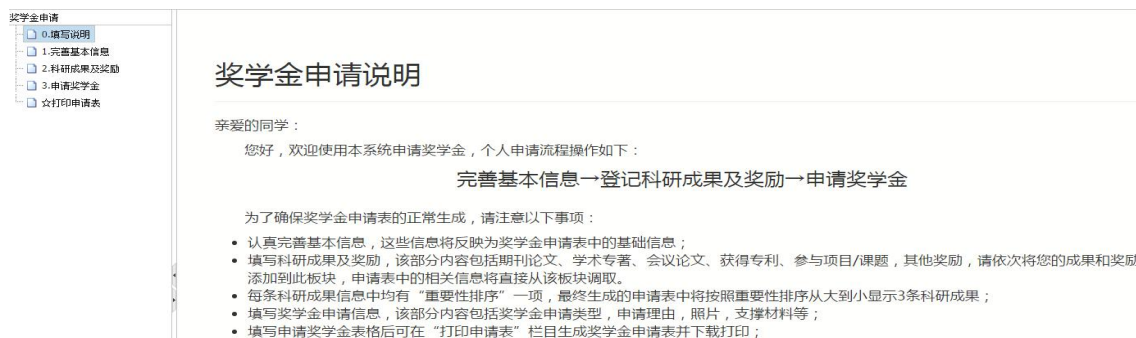 奖学金申请
0.填写说明
1.完善基本信息
2.科研成果及奖励
3.申请奖学金
☆打印申请表
奖学金申请说明
亲爱的同学：
您好，欢迎使用本系统申请奖学金，个人申请流程操作如下：
完善基本信息→登记科研成果及奖励→申请奖学金
为了确保奖学金申请表的正常生成，请注意以下事项：
• 认真完善基本信息，这些信息将反映为奖学金申请表中的基础信息；
• 填写科研成果及奖励，该部分内容包括期刊论文、学术专著、会议论文、获得专利、参与项目/课题，其他奖励，请依次将您的成果和奖励
添加到此板块，申请表中的相关信息将直接从该板块调取。
• 每条科研成果信息中均有“重要性排序”一项，最终生成的申请表中将按照重要性排序从大到小显示3条科研成果；
• 填写奖学金申请信息，该部分内容包括奖学金申请类型，申请理由，照片，支撑材料等；
• 填写申请奖学金表格后可在“打印申请表”栏目生成奖学金申请表并下载打印；